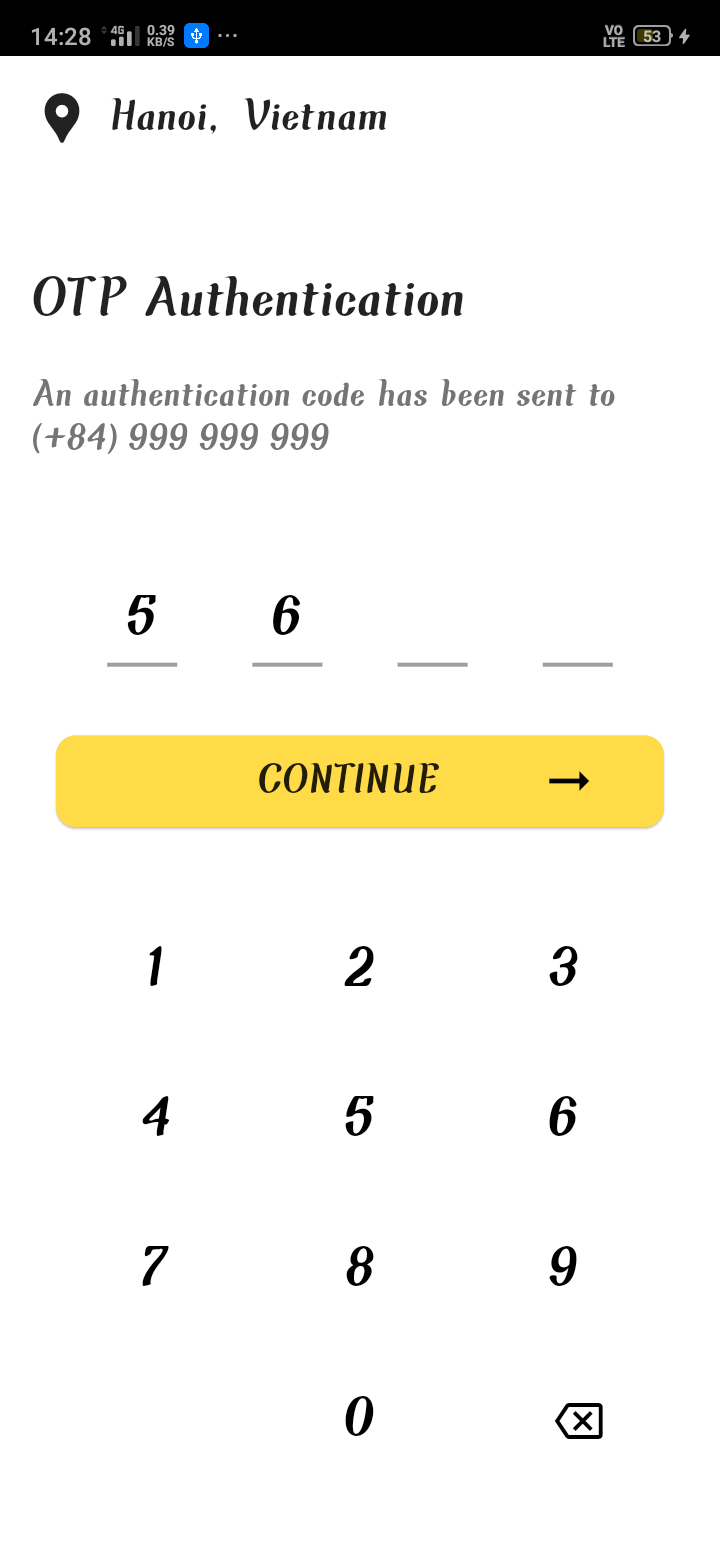 14:28 4G 0.39 KB/S ... VO LTE 53
Hanoi, Vietnam
OTP Authentication
An authentication code has been sent to
(+84) 999 999 999
5 6
CONTINUE
1 2 3
4 5 6
7 8 9
0